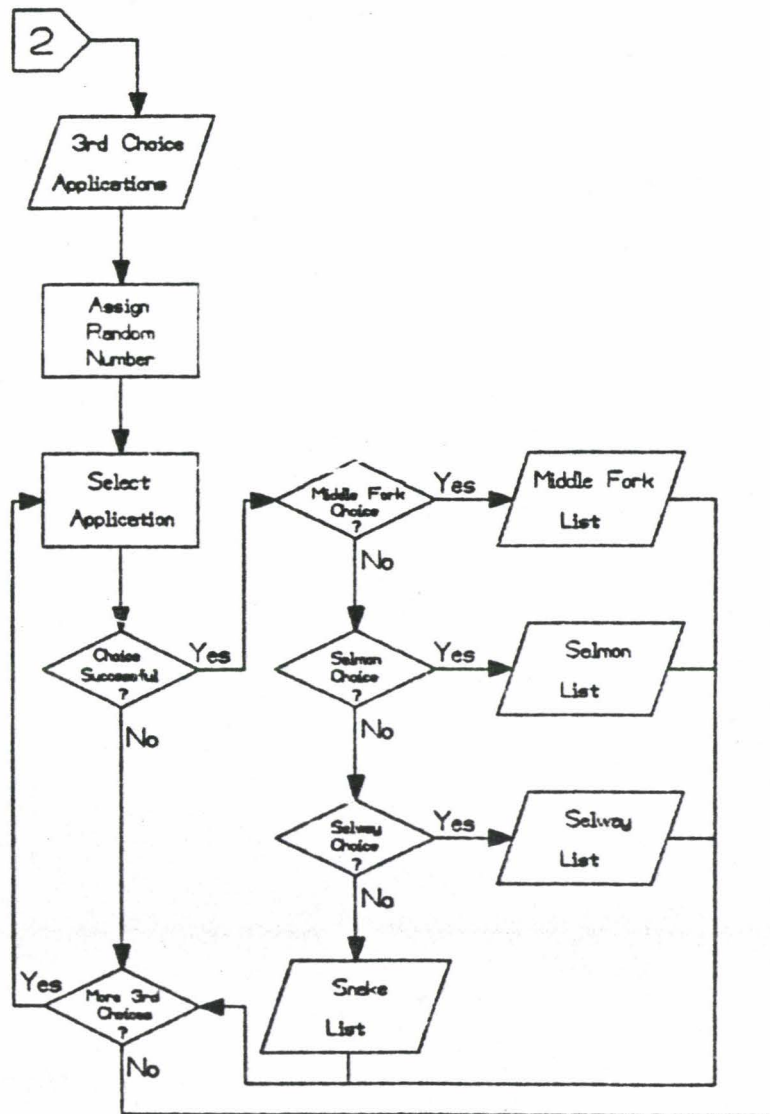 2
3rd Choice
Applications
Assign
Random
Number
Select
Application
Middle Fork
Choice
?
Yes
Middle Fork
List
No
Choice
Successful
?
Yes
Salmon
Choice
?
Yes
Salmon
List
No
No
Selway
Choice
?
Yes
Selway
List
No
Yes
More 3rd
Choices
?
Snake
List
No